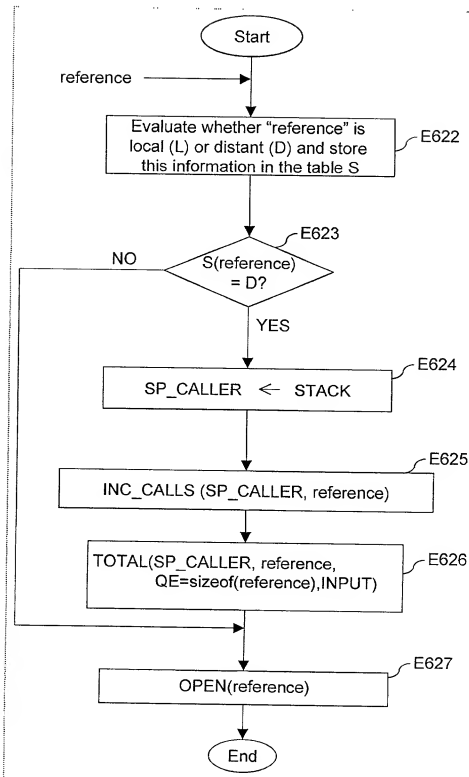 Start
reference
Evaluate whether "reference" is
local (L) or distant (D) and store
this information in the table S
E622
E623
S(reference)
= D?
NO
YES
E624
SP_CALLER ← STACK
E625
INC_CALLS (SP_CALLER, reference)
E626
TOTAL(SP_CALLER, reference,
QE=sizeof(reference),INPUT)
E627
OPEN(reference)
End